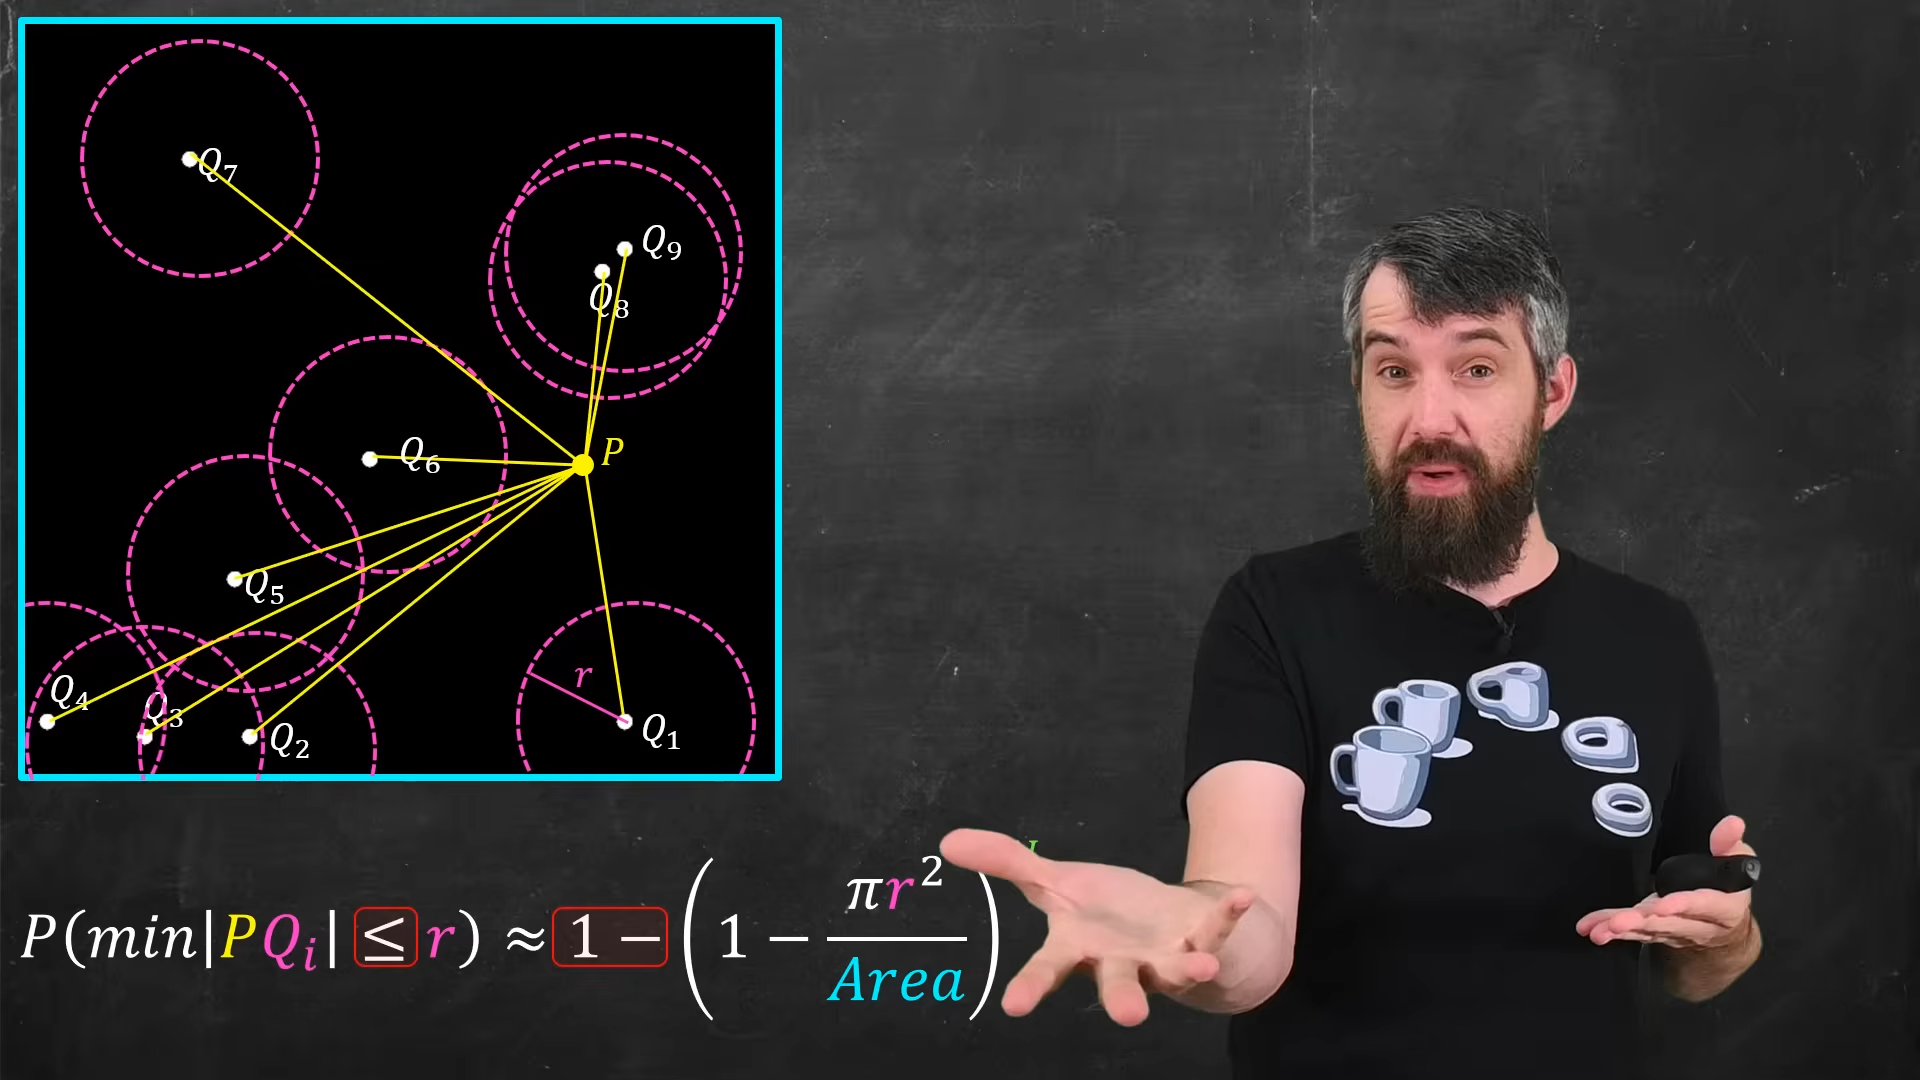 Q₇
Q₉
Q₈
P
Q₆
Q₅
r
Q₄
Q₃
Q₂
Q₁
P(min|PQᵢ| ≤ r) ≈ 1 − (1 − πr²/Area)